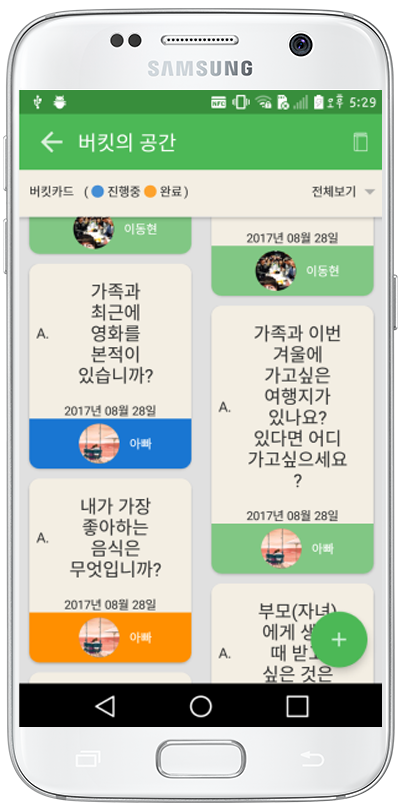 SAMSUNG
NFC 오후 5:29
버킷의 공간
버킷카드 ( 진행중 완료) 전체보기
이동현
가족과
최근에
영화를
A. 본적이
있습니까?
2017년 08월 28일
아빠
내가 가장
좋아하는
A. 음식은
무엇입니까?
2017년 08월 28일
아빠
2017년 08월 28일
이동현
가족과 이번
겨울에
가고싶은
여행지가
A. 있나요?
있다면 어디
가고싶으세요
?
2017년 08월 28일
아빠
부모(자녀)
에게
때
A. 싶은 것은
+